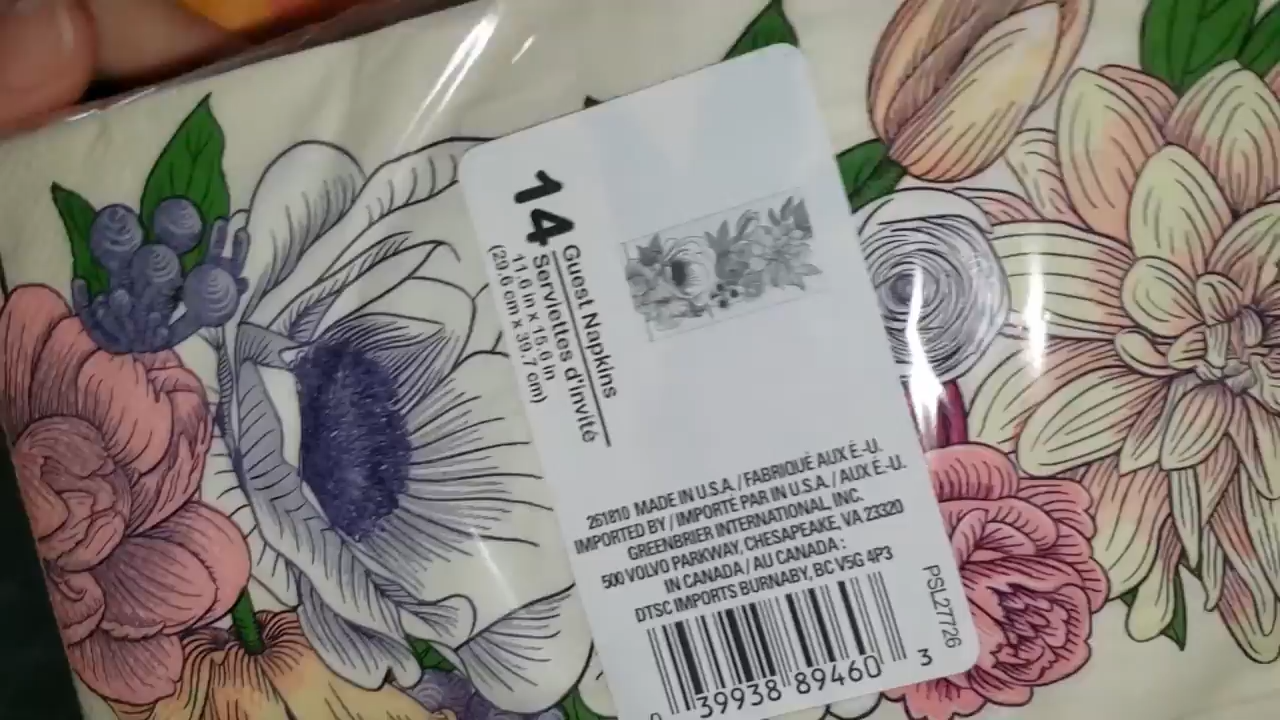 14 Guest Napkins
Serviettes d'invité
11.6 in x 15.6 in
(29.6 cm x 39.7 cm)
261810 MADE IN U.S.A. / FABRIQUÉ AUX É.-U.
IMPORTED BY / IMPORTÉ PAR IN U.S.A. / AUX É.-U.
GREENBRIER INTERNATIONAL, INC.
500 VOLVO PARKWAY, CHESAPEAKE, VA 23320
IN CANADA / AU CANADA :
DTSC IMPORTS BURNABY, BC V5G 4P3
PSL27726
0 39938 89460 3